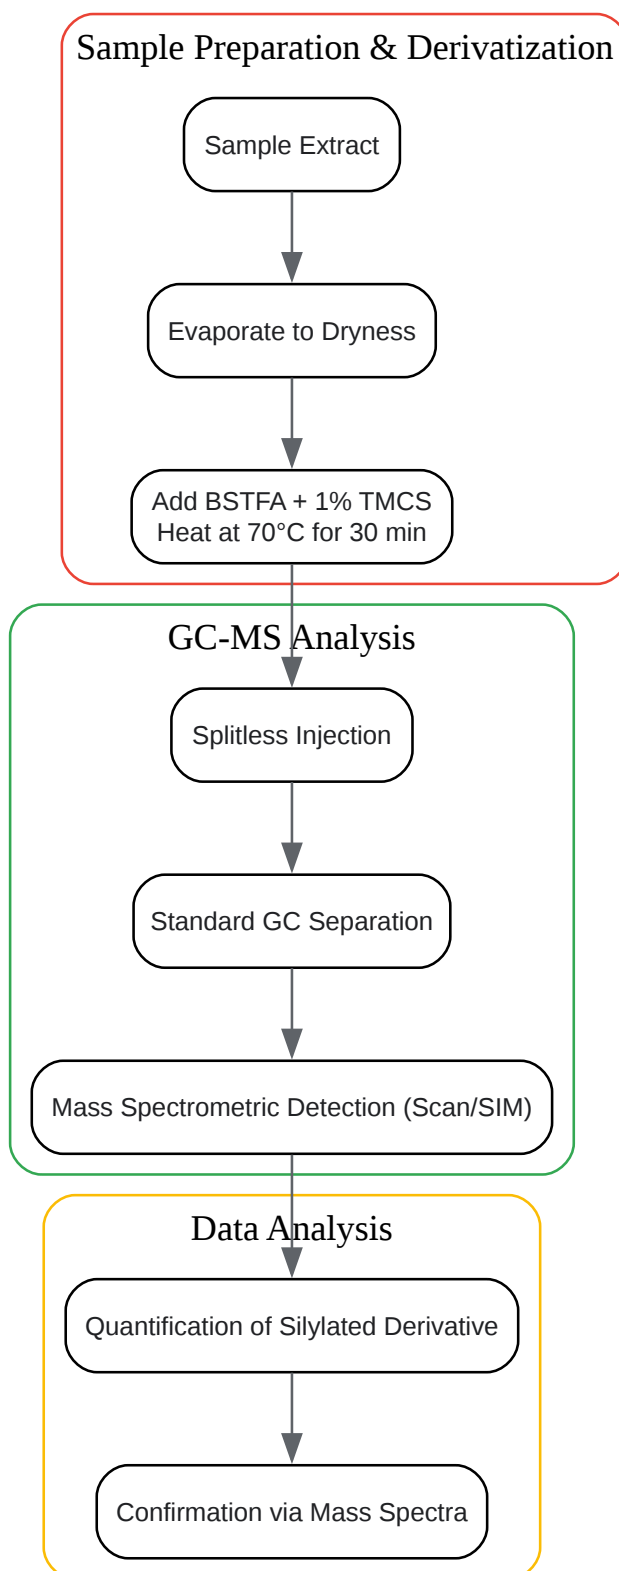 Sample Preparation & Derivatization
Sample Extract
Evaporate to Dryness
Add BSTFA + 1% TMCS
Heat at 70°C for 30 min
GC-MS Analysis
Splitless Injection
Standard GC Separation
Mass Spectrometric Detection (Scan/SIM)
Data Analysis
Quantification of Silylated Derivative
Confirmation via Mass Spectra